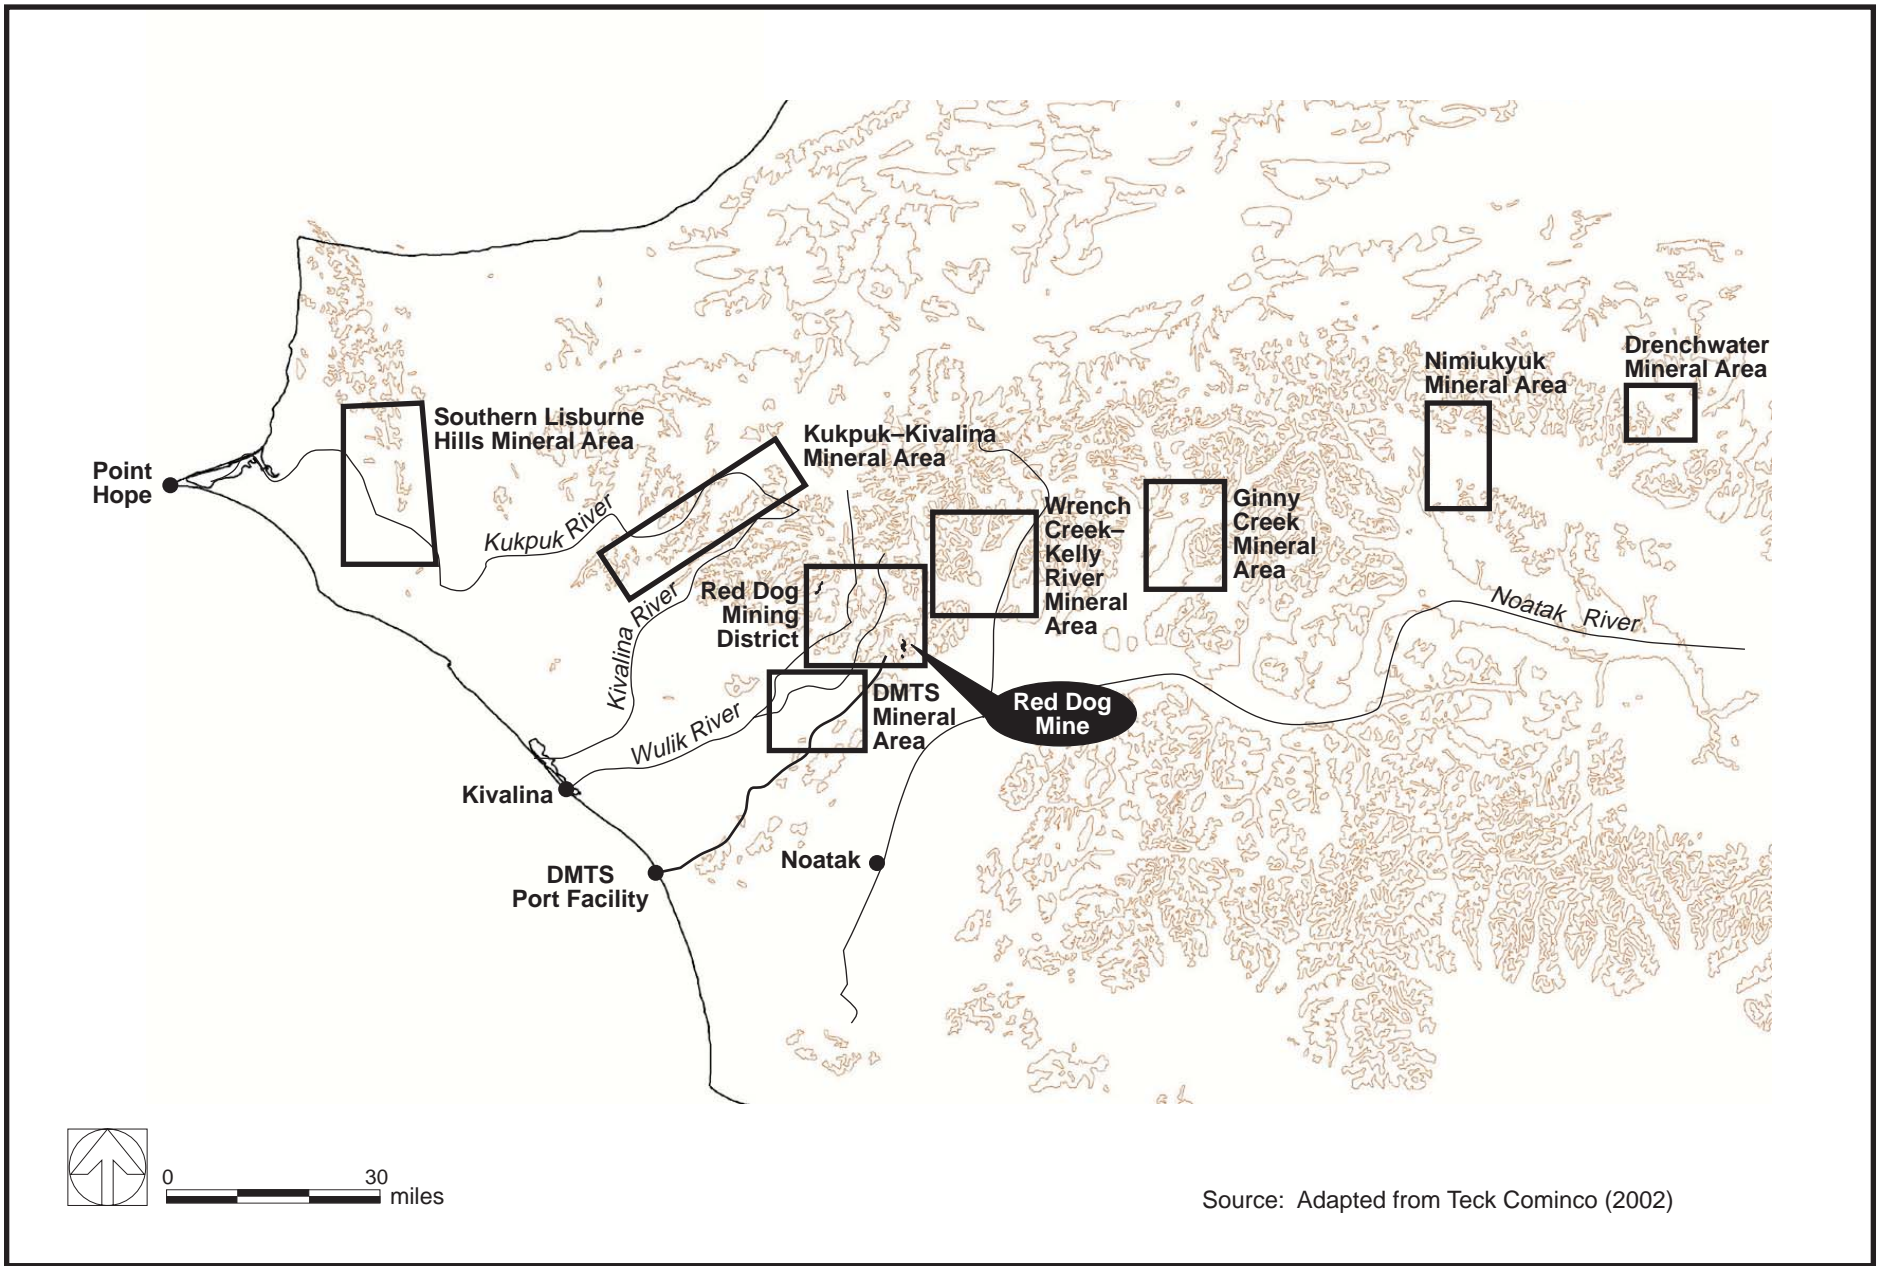 Drenchwater
Mineral Area
Nimiukyuk
Mineral Area
Southern Lisburne
Hills Mineral Area
Kukpuk–Kivalina
Mineral Area
Point
Hope
Wrench
Creek–
Kelly
River
Mineral
Area
Ginny
Creek
Mineral
Area
Kukpuk River
Red Dog
Mining
District
Kivalina River
Noatak River
Wulik River
DMTS
Mineral
Area
Red Dog
Mine
Kivalina
Noatak
DMTS
Port Facility
0 30
miles
Source: Adapted from Teck Cominco (2002)